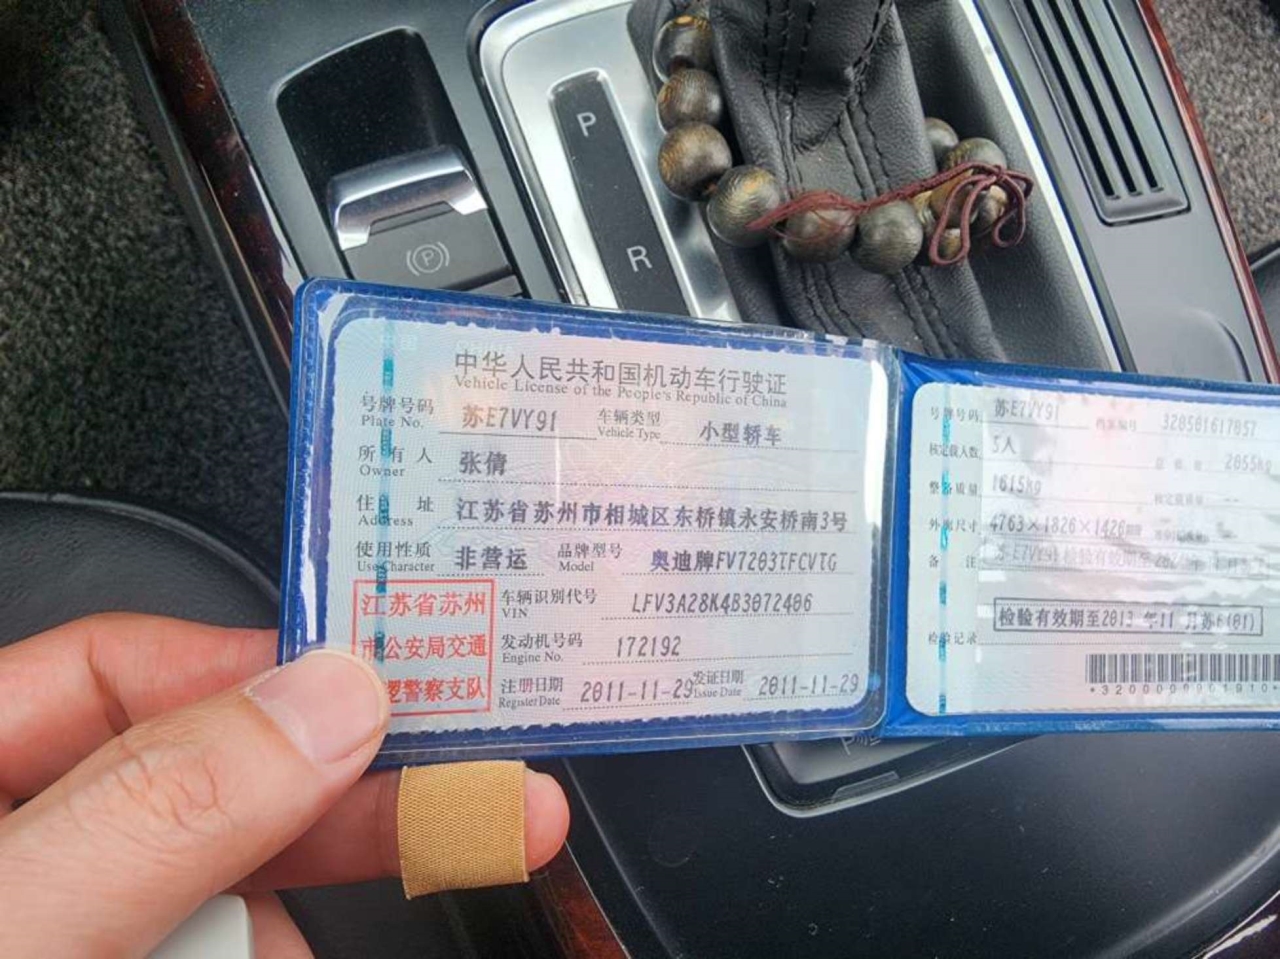 P
R
中华人民共和国机动车行驶证
Vehicle License of the People's Republic of China
号牌号码 苏E7VY91 车辆类型 小型轿车
Plate No. Vehicle Type
所有人 张倩
Owner
住址 江苏省苏州市相城区东桥镇永安桥南3号
Address
使用性质 非营运 品牌型号 奥迪牌FV7203TFCVTG
Use Character Model
江苏省苏州
市公安局交通
警察支队
车辆识别代号 LFV3A28K4B3072406
VIN
发动机号码 172192
Engine No.
注册日期 2011-11-29 发证日期 2011-11-29
Register Date Issue Date
号牌号码 苏E7VY91 档案编号 320501617057
核定载人数 5人 总质量 2055kg
整备质量 1615kg 核定载质量 --
外廓尺寸 4763×1826×1426
备注
检验有效期至2013 年11 月苏E(01)
检验记录